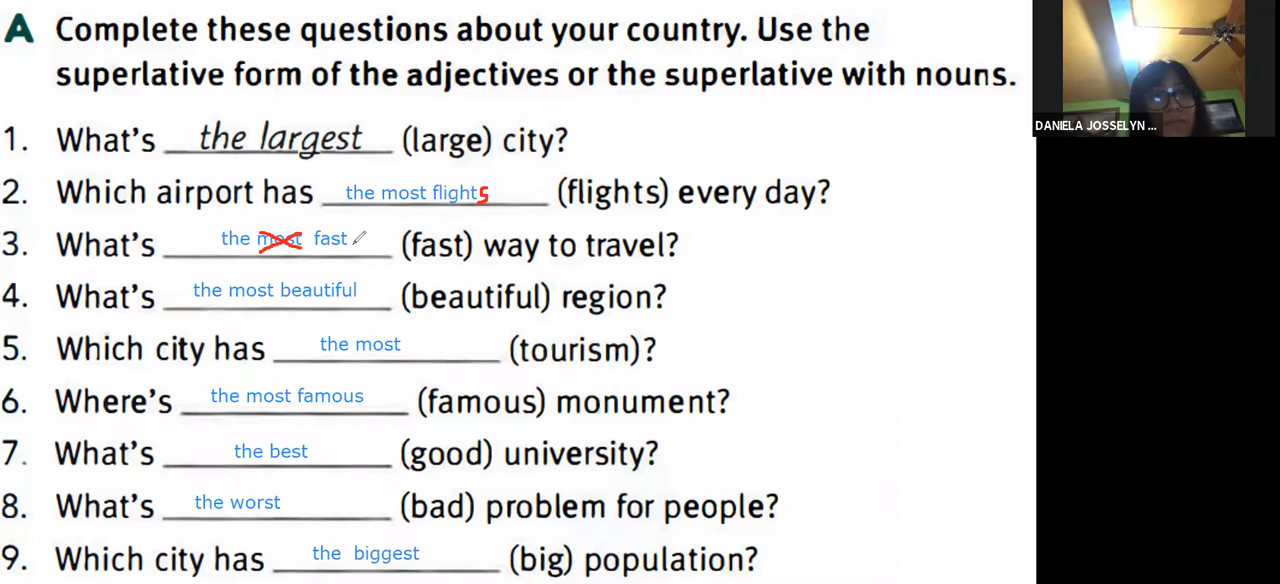 A Complete these questions about your country. Use the
superlative form of the adjectives or the superlative with nouns.
DANIELA JOSSELYN ...
1. What's the largest (large) city?
2. Which airport has the most flights (flights) every day?
3. What's the most fast (fast) way to travel?
4. What's the most beautiful (beautiful) region?
5. Which city has the most (tourism)?
6. Where's the most famous (famous) monument?
7. What's the best (good) university?
8. What's the worst (bad) problem for people?
9. Which city has the biggest (big) population?